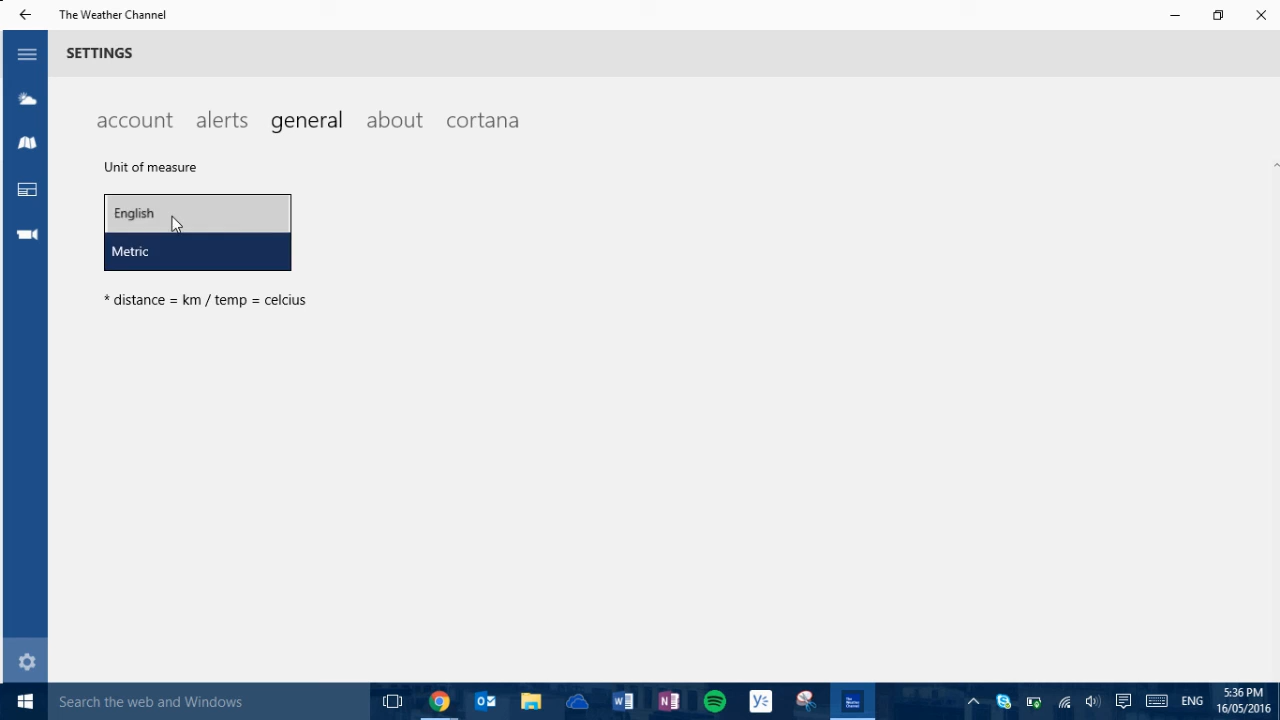 The Weather Channel
SETTINGS
account alerts general about cortana
Unit of measure
English
Metric
* distance = km / temp = celcius
Search the web and Windows
ENG
5:36 PM
16/05/2016